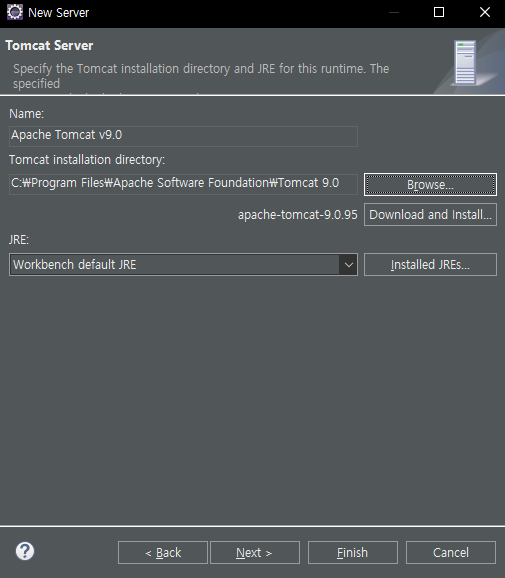 New Server
Tomcat Server
Specify the Tomcat installation directory and JRE for this runtime. The
specified
Name:
Apache Tomcat v9.0
Tomcat installation directory:
C:₩Program Files₩Apache Software Foundation₩Tomcat 9.0
Browse...
apache-tomcat-9.0.95
Download and Install...
JRE:
Workbench default JRE
Installed JREs...
?
< Back
Next >
Finish
Cancel